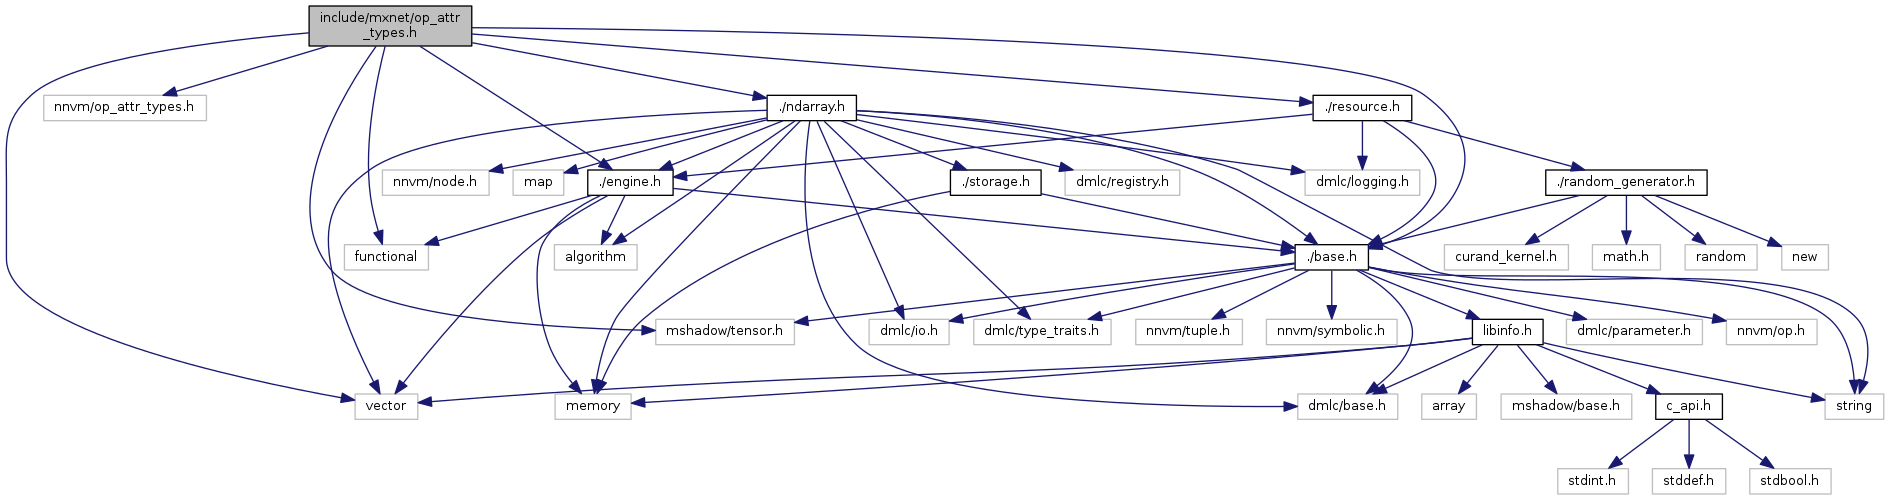 include/mxnet/op_attr
_types.h
nnvm/op_attr_types.h
./ndarray.h
./resource.h
nnvm/node.h
map
./engine.h
./storage.h
dmlc/registry.h
dmlc/logging.h
./random_generator.h
functional
algorithm
./base.h
curand_kernel.h
math.h
random
new
mshadow/tensor.h
dmlc/io.h
dmlc/type_traits.h
nnvm/tuple.h
nnvm/symbolic.h
libinfo.h
dmlc/parameter.h
nnvm/op.h
vector
memory
dmlc/base.h
array
mshadow/base.h
c_api.h
string
stdint.h
stddef.h
stdbool.h